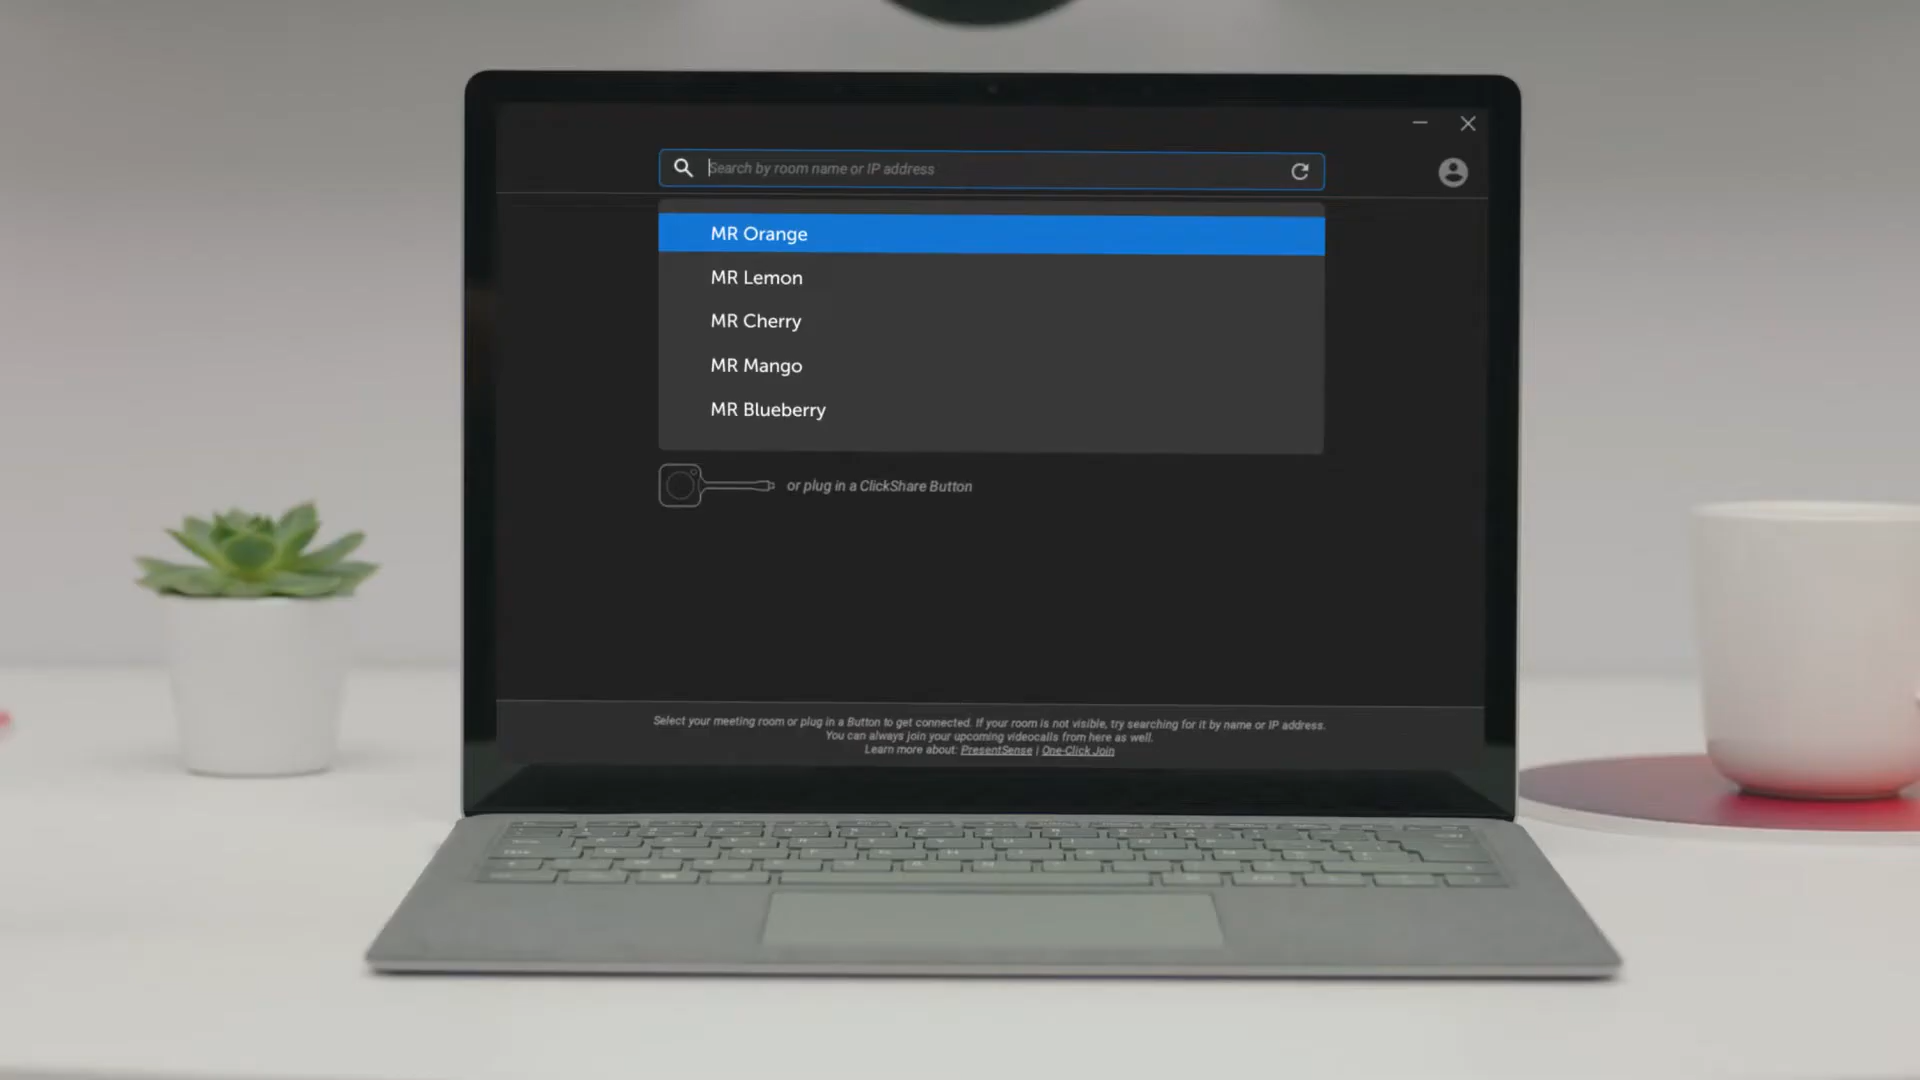 Search by room name or IP address
MR Orange
MR Lemon
MR Cherry
MR Mango
MR Blueberry
or plug in a ClickShare Button
Select your meeting room or plug in a Button to get connected. If your room is not visible, try searching for it by name or IP address.
You can always join your upcoming videocalls from here as well.
Learn more about: PresentSense | One-Click Join